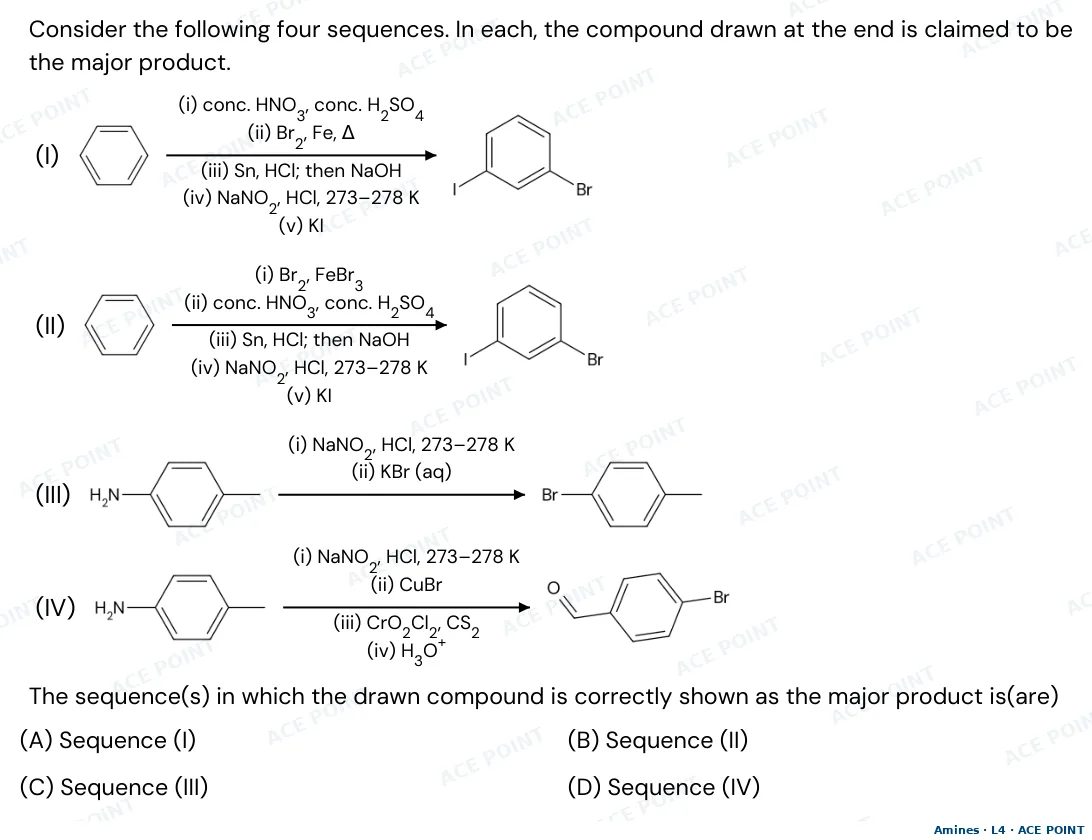 Consider the following four sequences. In each, the compound drawn at the end is claimed to be
the major product.
(i) conc. HNO3, conc. H2SO4
(ii) Br2, Fe, Δ
(I)
(iii) Sn, HCl; then NaOH
(iv) NaNO2, HCl, 273–278 K
(v) KI
I
Br
(i) Br2, FeBr3
(ii) conc. HNO3, conc. H2SO4
(II)
(iii) Sn, HCl; then NaOH
(iv) NaNO2, HCl, 273–278 K
(v) KI
I
Br
(i) NaNO2, HCl, 273–278 K
(ii) KBr (aq)
(III) H2N
Br
(i) NaNO2, HCl, 273–278 K
(ii) CuBr
(IV) H2N
(iii) CrO2Cl2, CS2
(iv) H3O+
O
Br
The sequence(s) in which the drawn compound is correctly shown as the major product is(are)
(A) Sequence (I) (B) Sequence (II)
(C) Sequence (III) (D) Sequence (IV)
Amines · L4 · ACE POINT
ACE POINT